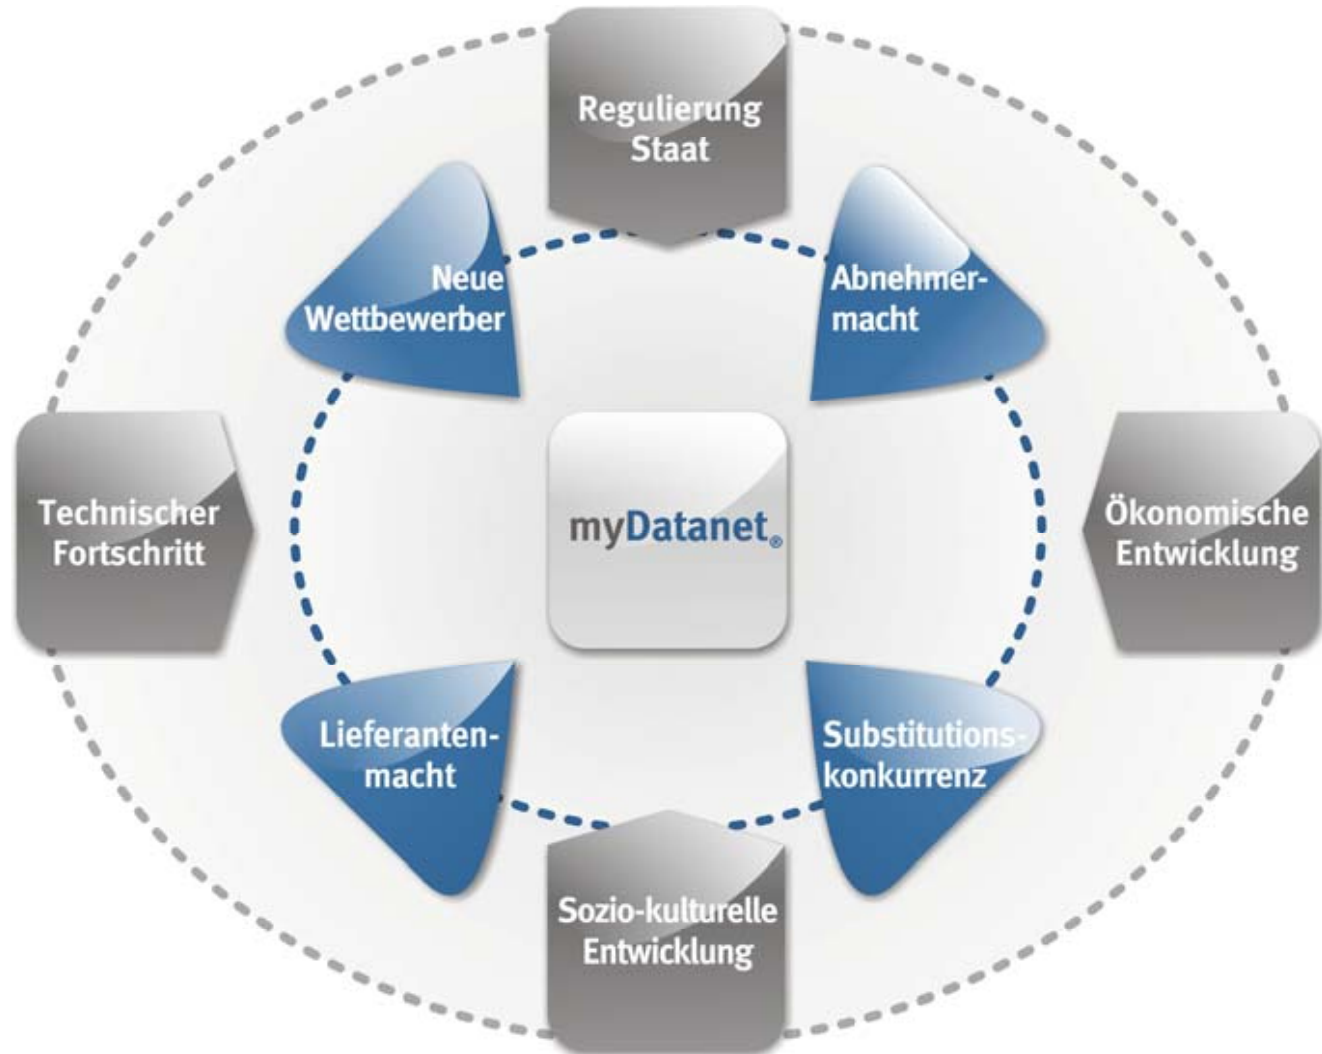 Regulierung
Staat
Neue
Wettbewerber
Abnehmer-
macht
Technischer
Fortschritt
myDatanet®
Ökonomische
Entwicklung
Lieferanten-
macht
Substitutions-
konkurrenz
Sozio-kulturelle
Entwicklung